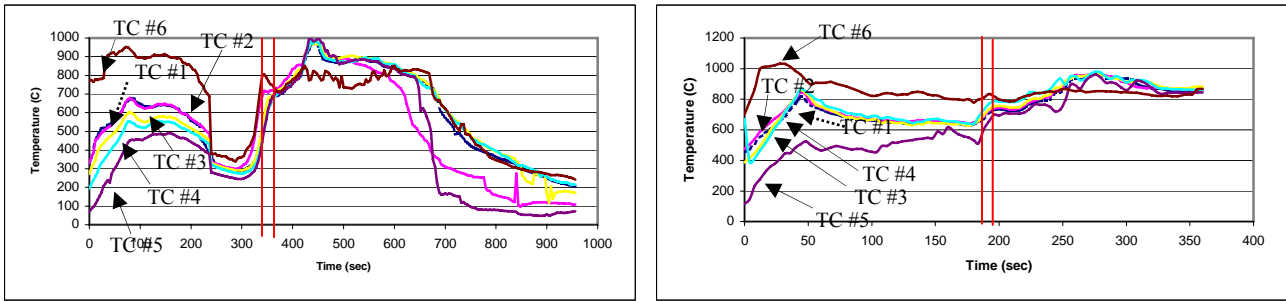 TC #6
TC #2
TC #1
TC #3
TC #4
TC #5
Temperature (C)
1000
900
800
700
600
500
400
300
200
100
0
0 100 200 300 400 500 600 700 800 900 1000
Time (sec)
TC #6
TC #2
TC #1
TC #4
TC #3
TC #5
Temperature (C)
1200
1000
800
600
400
200
0
0 50 100 150 200 250 300 350 400
Time (sec)